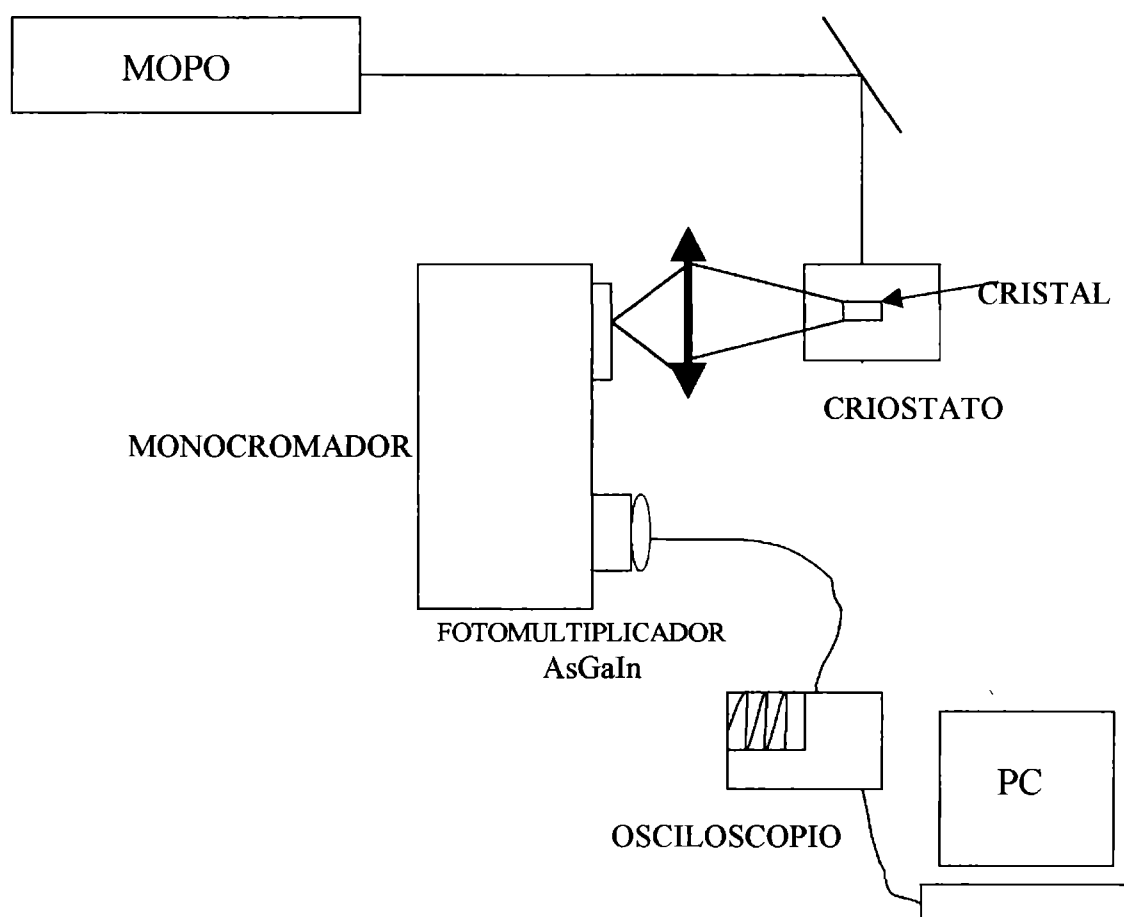 MOPO
CRISTAL
CRIOSTATO
MONOCROMADOR
FOTOMULTIPLICADOR
AsGaIn
PC
OSCILOSCOPIO